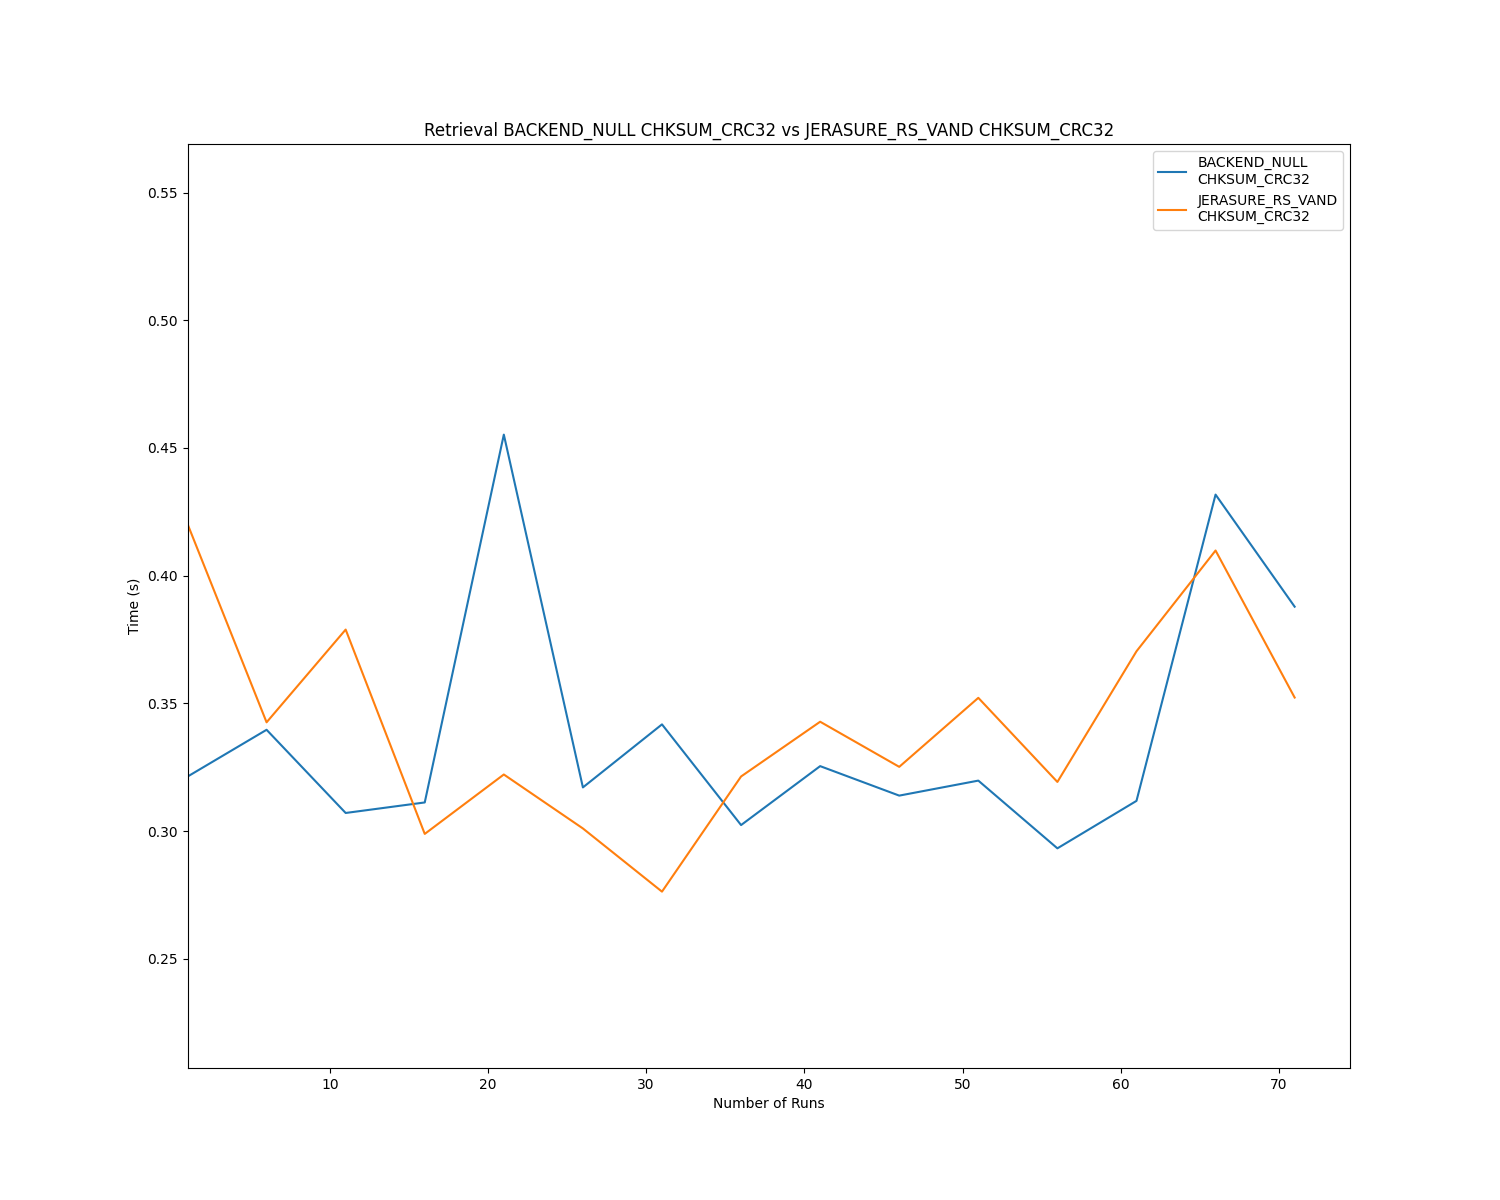 Retrieval BACKEND_NULL CHKSUM_CRC32 vs JERASURE_RS_VAND CHKSUM_CRC32
BACKEND_NULL
CHKSUM_CRC32
JERASURE_RS_VAND
CHKSUM_CRC32
0.55
0.50
0.45
0.40
0.35
0.30
0.25
Time (s)
10 20 30 40 50 60 70
Number of Runs